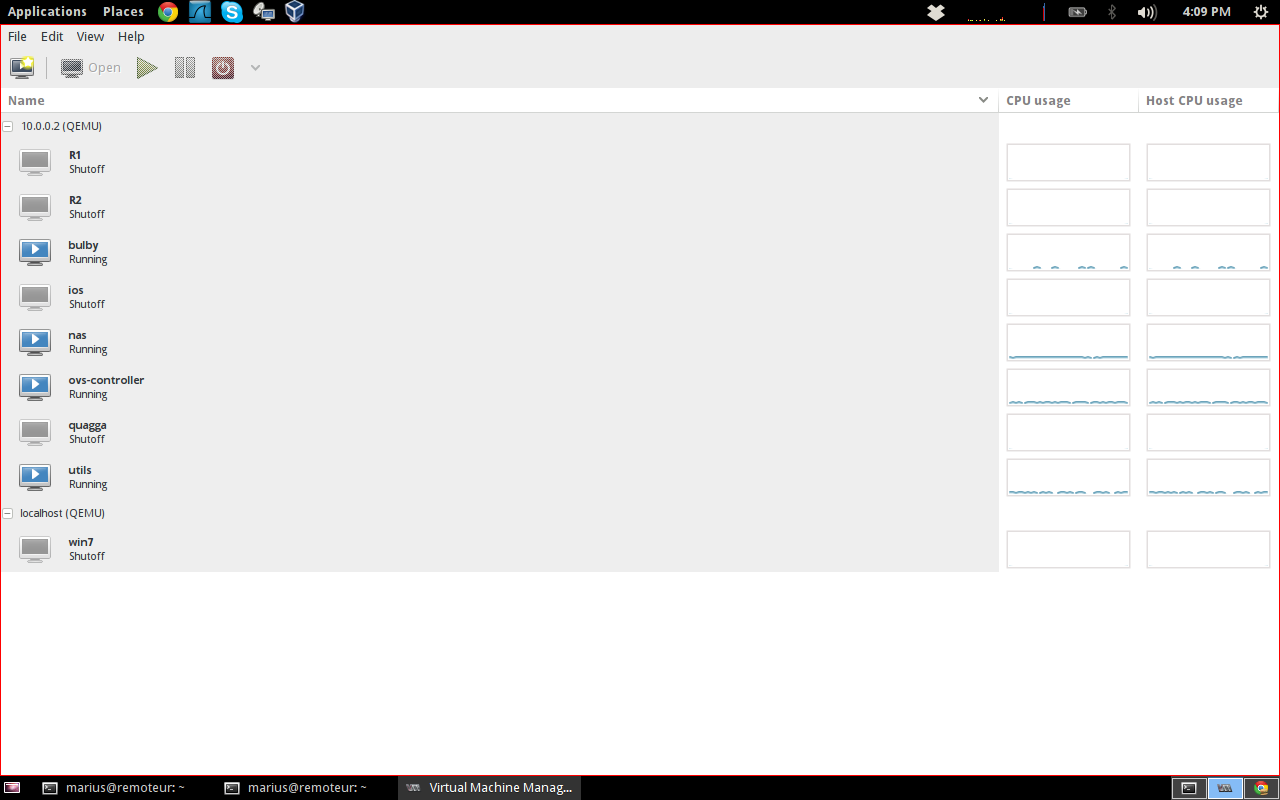 Applications Places 4:09 PM
File Edit View Help
Open
Name CPU usage Host CPU usage
10.0.0.2 (QEMU)
R1
Shutoff
R2
Shutoff
bulby
Running
ios
Shutoff
nas
Running
ovs-controller
Running
quagga
Shutoff
utils
Running
localhost (QEMU)
win7
Shutoff
marius@remoteur: ~ marius@remoteur: ~ Virtual Machine Manag...